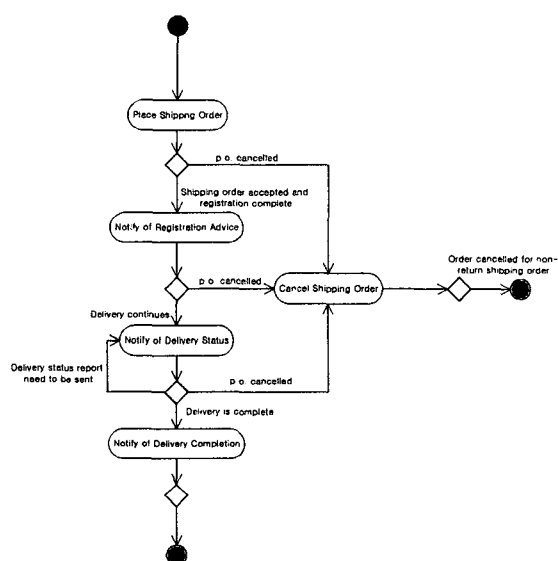 Place Shippng Order
p.o. cancelled
Shipping order accepted and
registration complete
Notify of Registration Advice
Order cancelled for non-
return shipping order
p.o. cancelled
Cancel Shipping Order
Delivery continues
Notify of Delivery Status
Delivery status report
need to be sent
p.o. cancelled
Delivery is complete
Notify of Delivery Completion